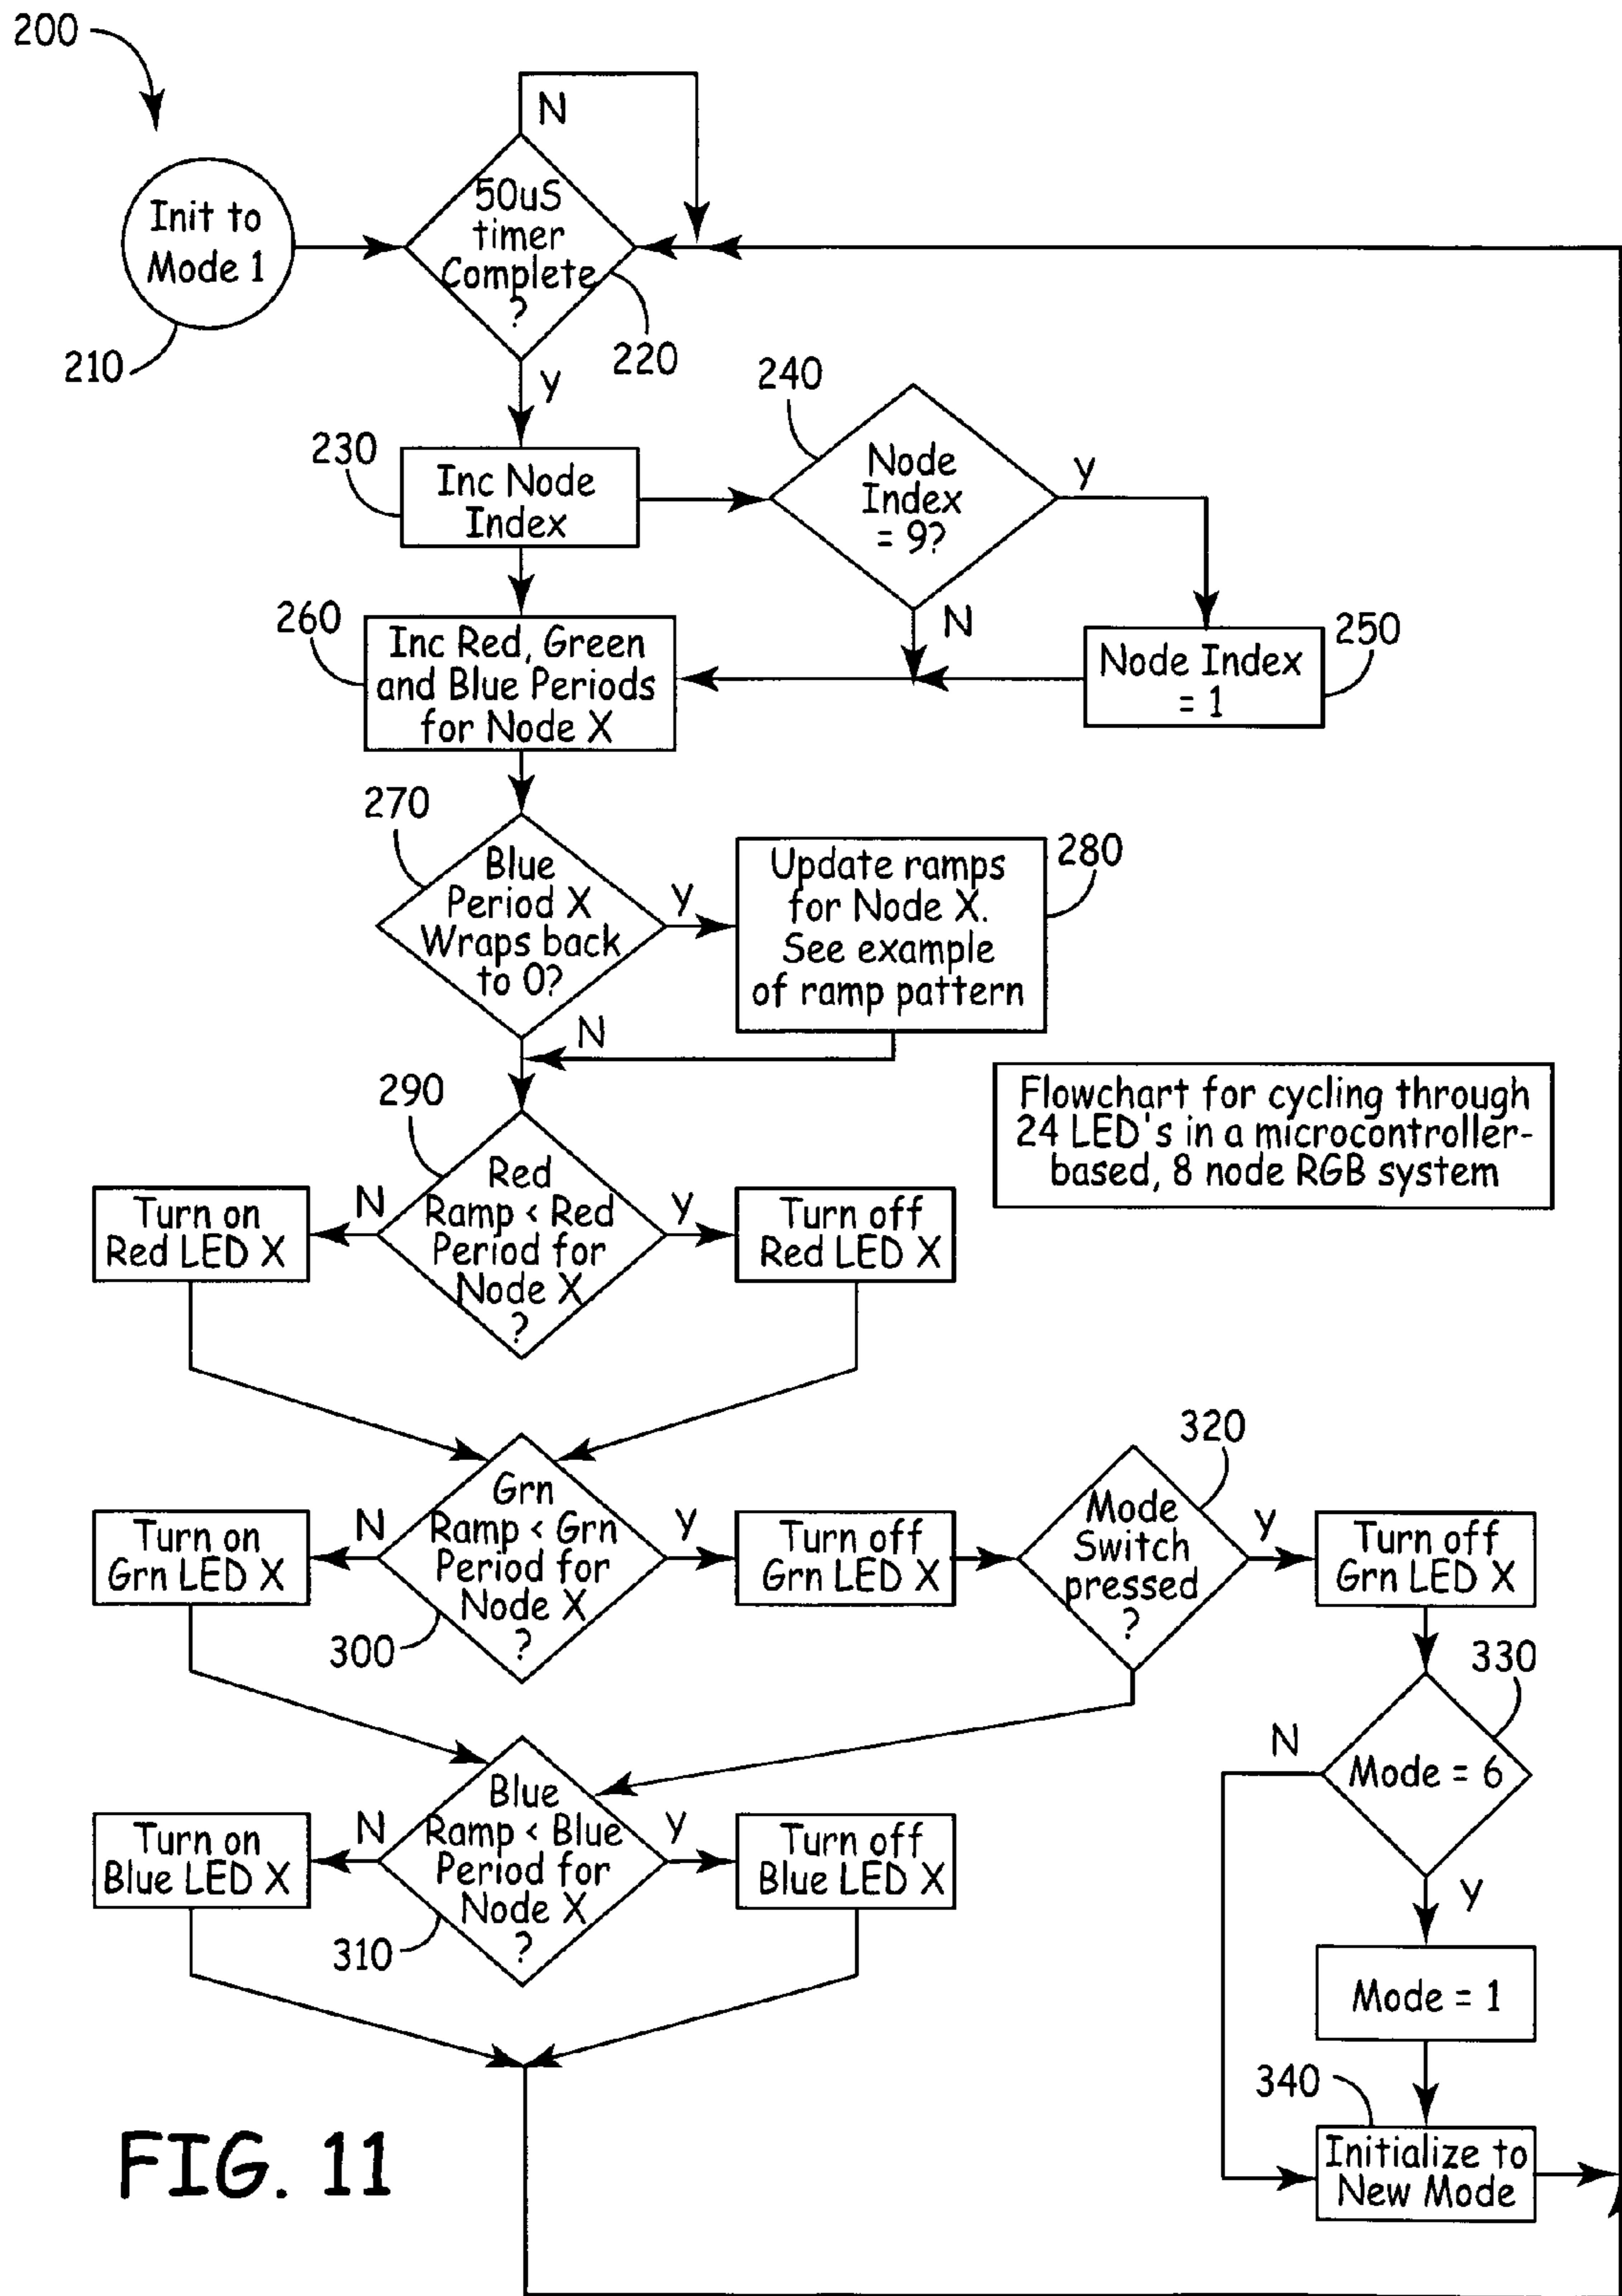 200
N
Init to
Mode 1
210
50uS
timer
Complete
?
220
Y
230
Inc Node
Index
240
Node
Index
= 9?
Y
N
250
Node Index
= 1
260
Inc Red, Green
and Blue Periods
for Node X
270
Blue
Period X
Wraps back
to 0?
Y
N
280
Update ramps
for Node X.
See example
of ramp pattern
Flowchart for cycling through
24 LED's in a microcontroller-
based, 8 node RGB system
290
Red
Ramp < Red
Period for
Node X
?
N
Turn on
Red LED X
Y
Turn off
Red LED X
300
Grn
Ramp < Grn
Period for
Node X
?
N
Turn on
Grn LED X
Y
Turn off
Grn LED X
320
Mode
Switch
pressed
?
Y
Turn off
Grn LED X
330
Mode = 6
N
Y
Mode = 1
340
Initialize to
New Mode
310
Blue
Ramp < Blue
Period for
Node X
?
N
Turn on
Blue LED X
Y
Turn off
Blue LED X
FIG. 11